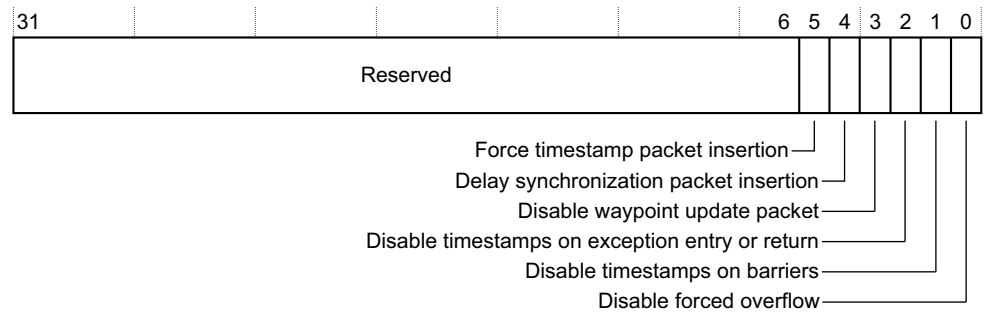 31 6 5 4 3 2 1 0
Reserved
Force timestamp packet insertion
Delay synchronization packet insertion
Disable waypoint update packet
Disable timestamps on exception entry or return
Disable timestamps on barriers
Disable forced overflow